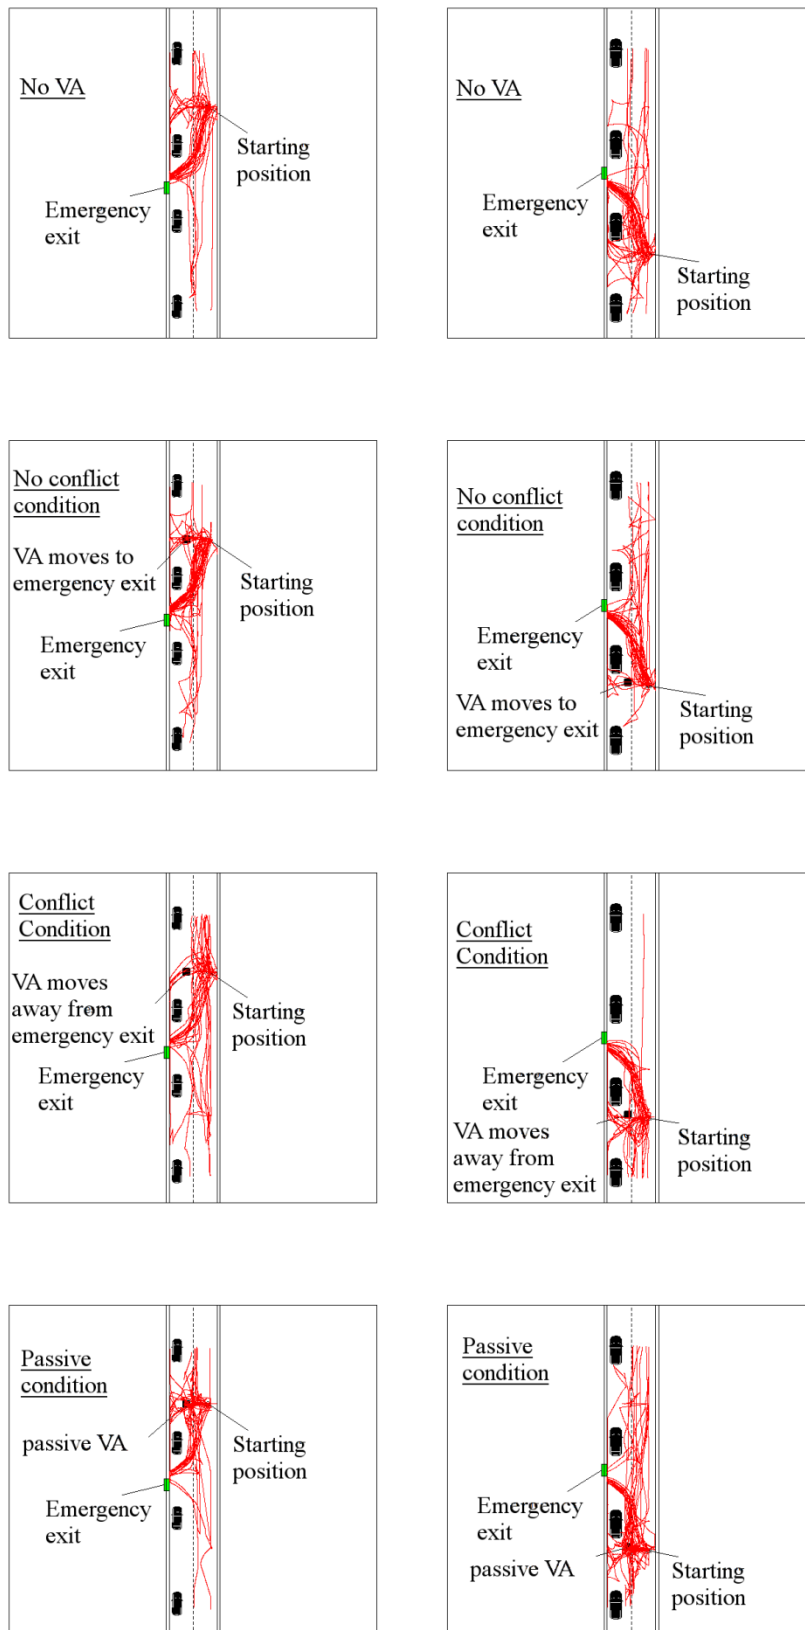 No VA
Starting
position
Emergency
exit
No VA
Emergency
exit
Starting
position
No conflict
condition
VA moves to
emergency exit
Starting
position
Emergency
exit
No conflict
condition
Emergency
exit
VA moves to
emergency exit
Starting
position
Conflict
Condition
VA moves
away from
emergency exit
Starting
position
Emergency
exit
Conflict
Condition
Emergency
exit
VA moves
away from
emergency exit
Starting
position
Passive
condition
passive VA
Starting
position
Emergency
exit
Passive
condition
Emergency
exit
passive VA
Starting
position